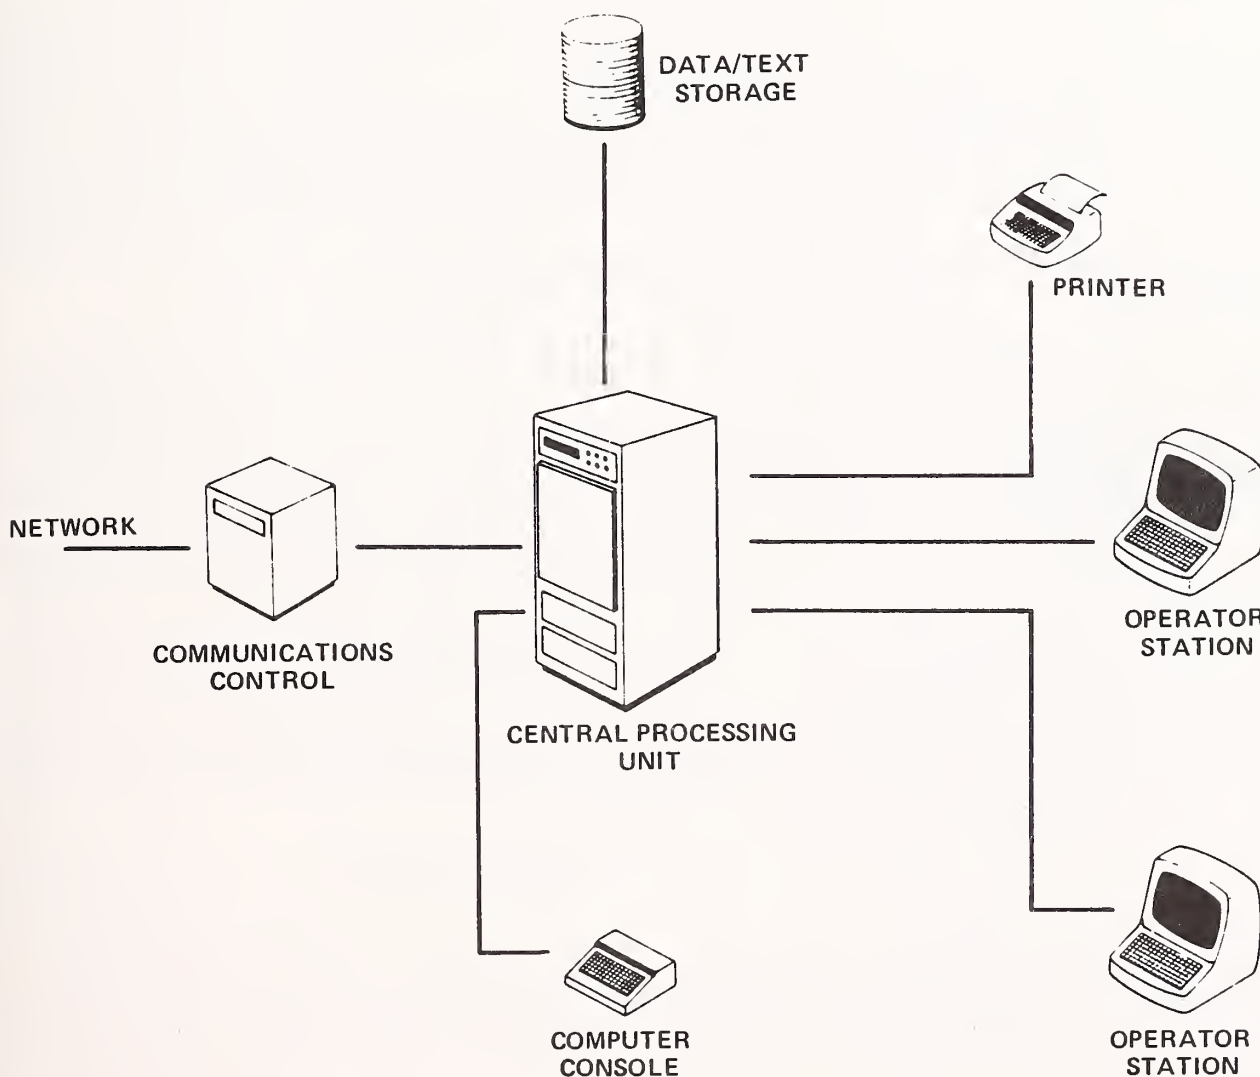 DATA/TEXT
STORAGE
PRINTER
NETWORK
OPERATOR
STATION
COMMUNICATIONS
CONTROL
CENTRAL PROCESSING
UNIT
COMPUTER
CONSOLE
OPERATOR
STATION